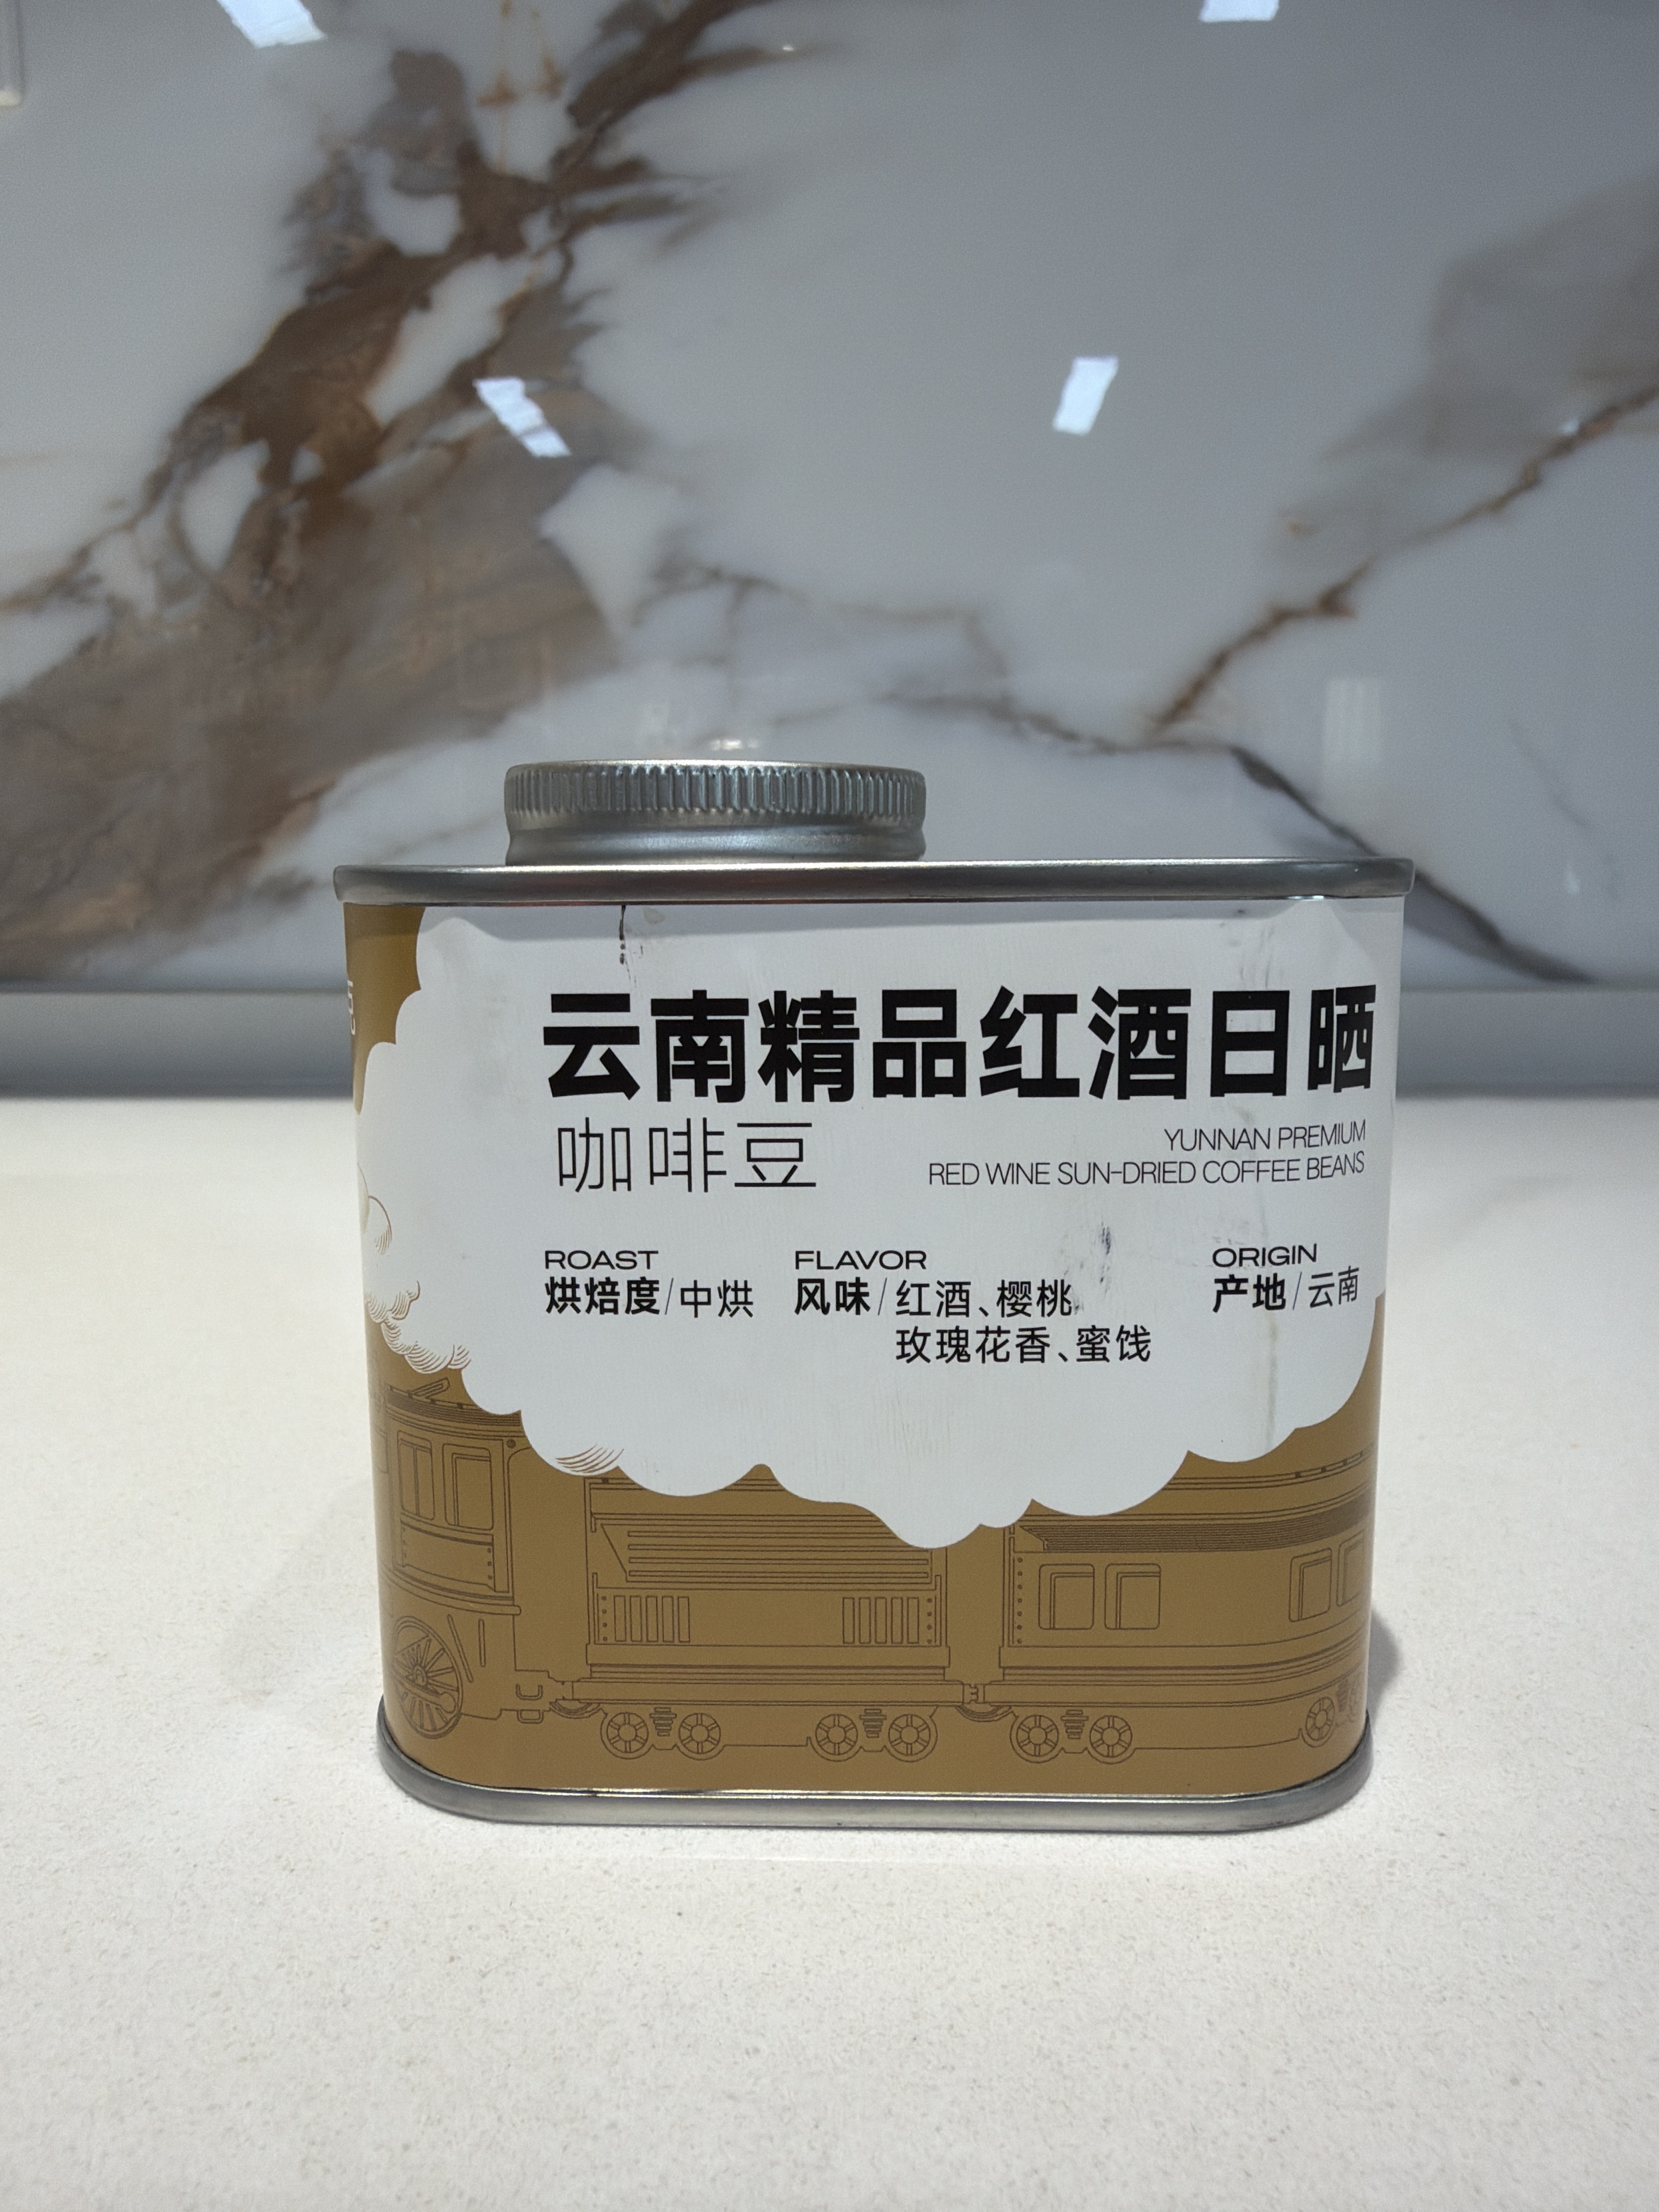 云南精品红酒日晒
咖啡豆
YUNNAN PREMIUM
RED WINE SUN-DRIED COFFEE BEANS
ROAST
烘焙度/中烘
FLAVOR
风味/红酒、樱桃
玫瑰花香、蜜饯
ORIGIN
产地/云南